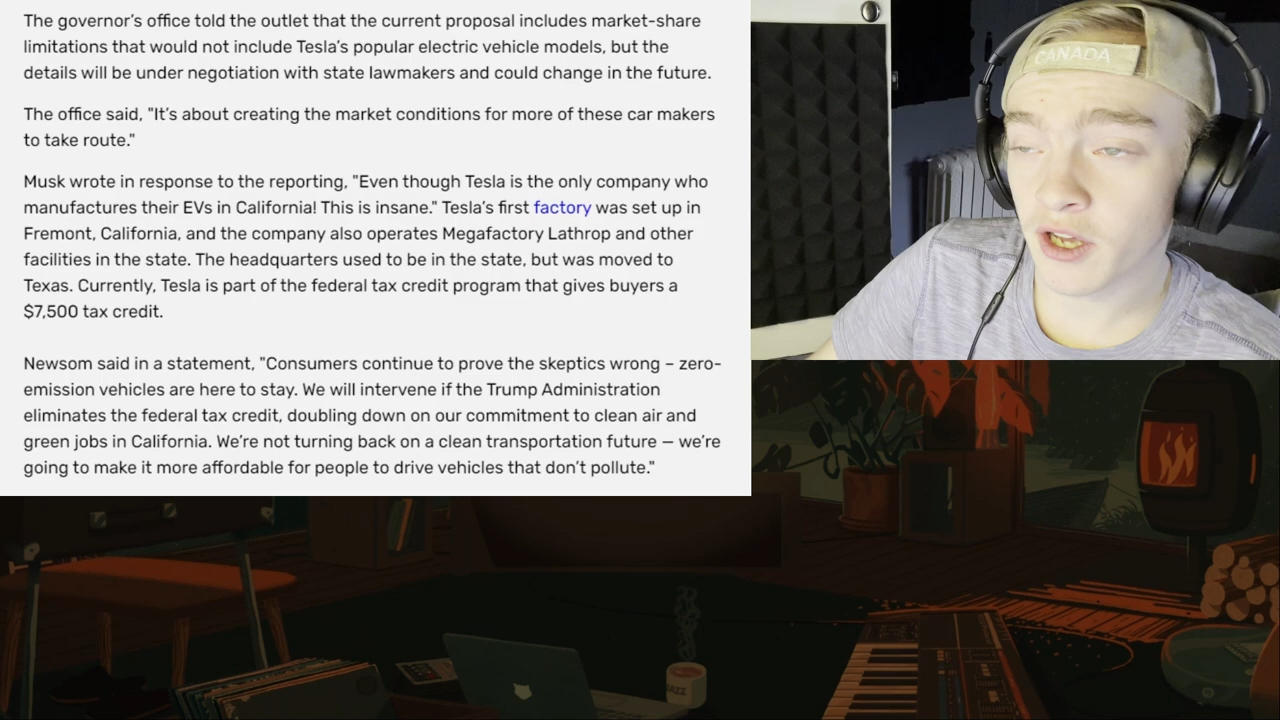 The governor's office told the outlet that the current proposal includes market-share
limitations that would not include Tesla's popular electric vehicle models, but the
details will be under negotiation with state lawmakers and could change in the future.
The office said, "It's about creating the market conditions for more of these car makers
to take route."
Musk wrote in response to the reporting, "Even though Tesla is the only company who
manufactures their EVs in California! This is insane." Tesla's first factory was set up in
Fremont, California, and the company also operates Megafactory Lathrop and other
facilities in the state. The headquarters used to be in the state, but was moved to
Texas. Currently, Tesla is part of the federal tax credit program that gives buyers a
$7,500 tax credit.
Newsom said in a statement, "Consumers continue to prove the skeptics wrong – zero-
emission vehicles are here to stay. We will intervene if the Trump Administration
eliminates the federal tax credit, doubling down on our commitment to clean air and
green jobs in California. We're not turning back on a clean transportation future — we're
going to make it more affordable for people to drive vehicles that don't pollute."
CANADA
JAZZ